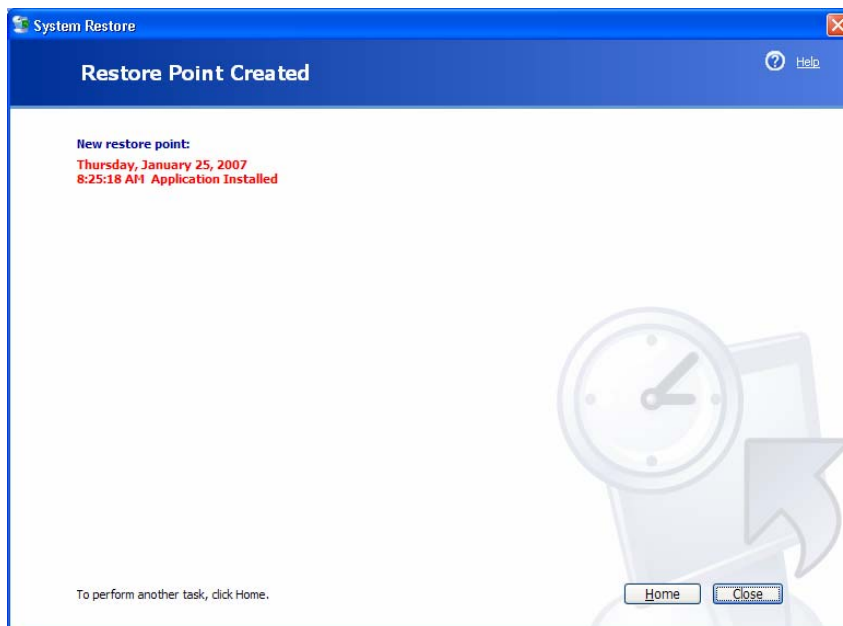 System Restore
Restore Point Created
Help
New restore point:
Thursday, January 25, 2007
8:25:18 AM Application Installed
To perform another task, click Home.
Home
Close